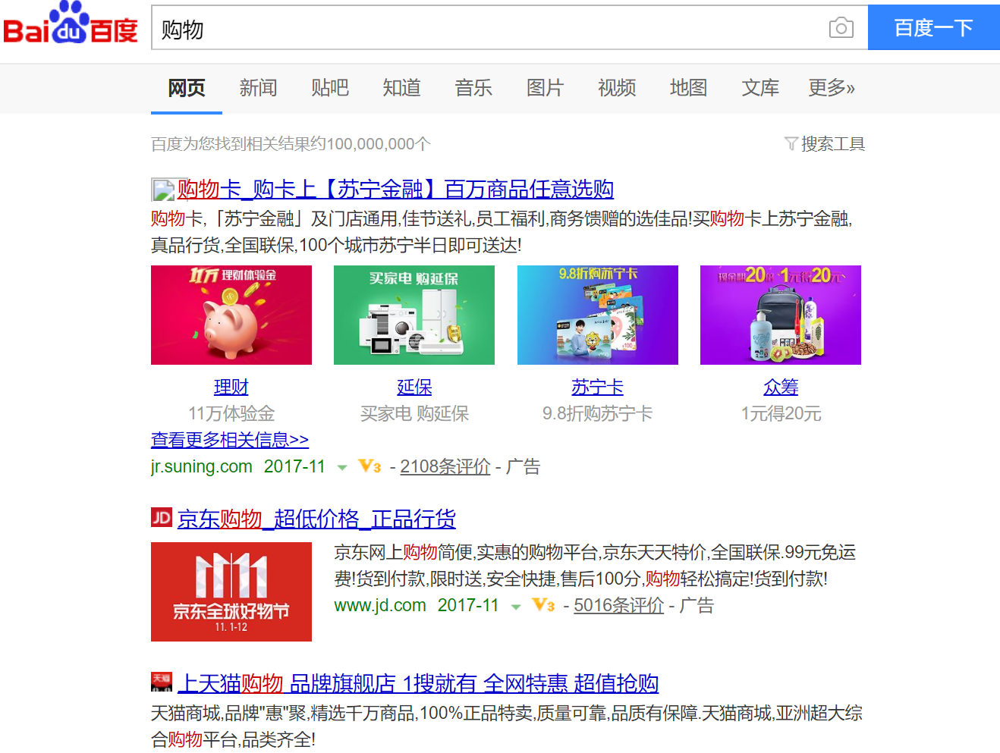 Bai du 百度
购物
百度一下
网页 新闻 贴吧 知道 音乐 图片 视频 地图 文库 更多»
百度为您找到相关结果约100,000,000个
搜索工具
购物卡_购卡上【苏宁金融】百万商品任意选购
购物卡,「苏宁金融」及门店通用,佳节送礼,员工福利,商务馈赠的选佳品!买购物卡上苏宁金融,
真品行货,全国联保,100个城市苏宁半日即可送达!
11万 理财体验金
买家电 购延保
9.8折购苏宁卡
20 1元得20元
理财 延保 苏宁卡 众筹
11万体验金 买家电 购延保 9.8折购苏宁卡 1元得20元
查看更多相关信息>>
jr.suning.com 2017-11 V3 - 2108条评价 - 广告
JD 京东购物_超低价格_正品行货
京东全球好物节
11. 1-12
京东网上购物简便,实惠的购物平台,京东天天特价,全国联保.99元免运
费!货到付款,限时送,安全快捷,售后100分,购物轻松搞定!货到付款!
www.jd.com 2017-11 V3 - 5016条评价 - 广告
天猫 上天猫购物 品牌旗舰店 1搜就有 全网特惠 超值抢购
天猫商城,品牌"惠"聚,精选千万商品,100%正品特卖,质量可靠,品质有保障.天猫商城,亚洲超大综
合购物平台,品类齐全!